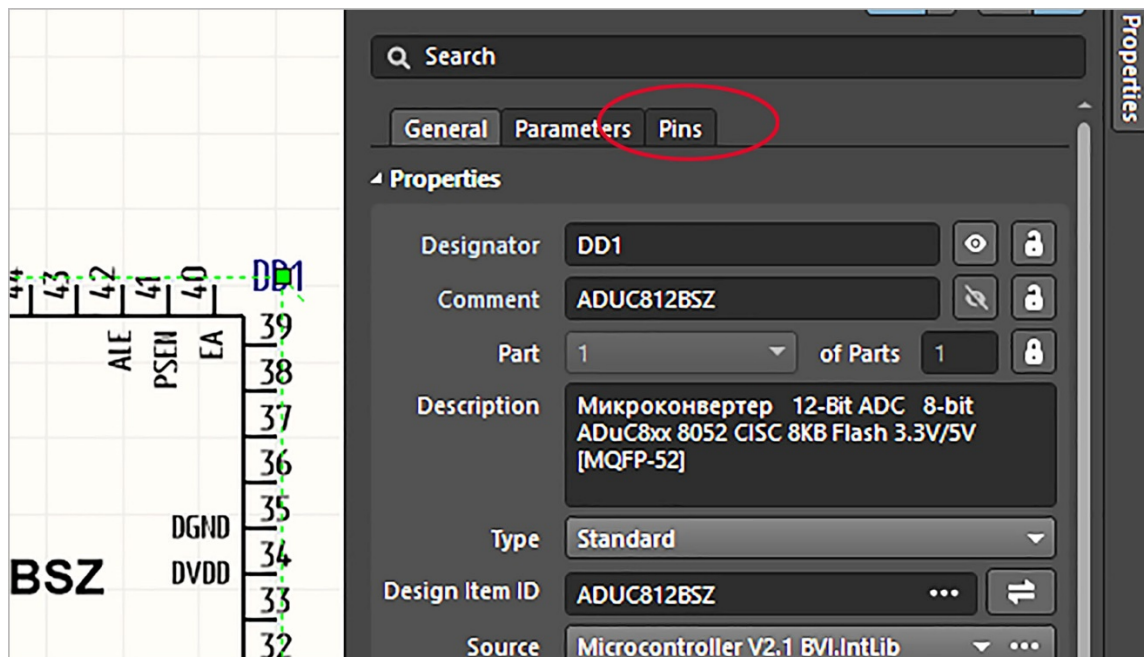 Properties
Search
General Parameters Pins
Properties
Designator DD1
Comment ADUC812BSZ
Part 1 of Parts 1
Description Микроконвертер 12-Bit ADC 8-bit
ADuC8xx 8052 CISC 8KB Flash 3.3V/5V
[MQFP-52]
Type Standard
Design Item ID ADUC812BSZ
Source Microcontroller V2.1 BVI.IntLib
DD1
44 43 42 41 40
ALE PSEN EA
39
38
37
36
35
DGND
34
DVDD
33
32
BSZ